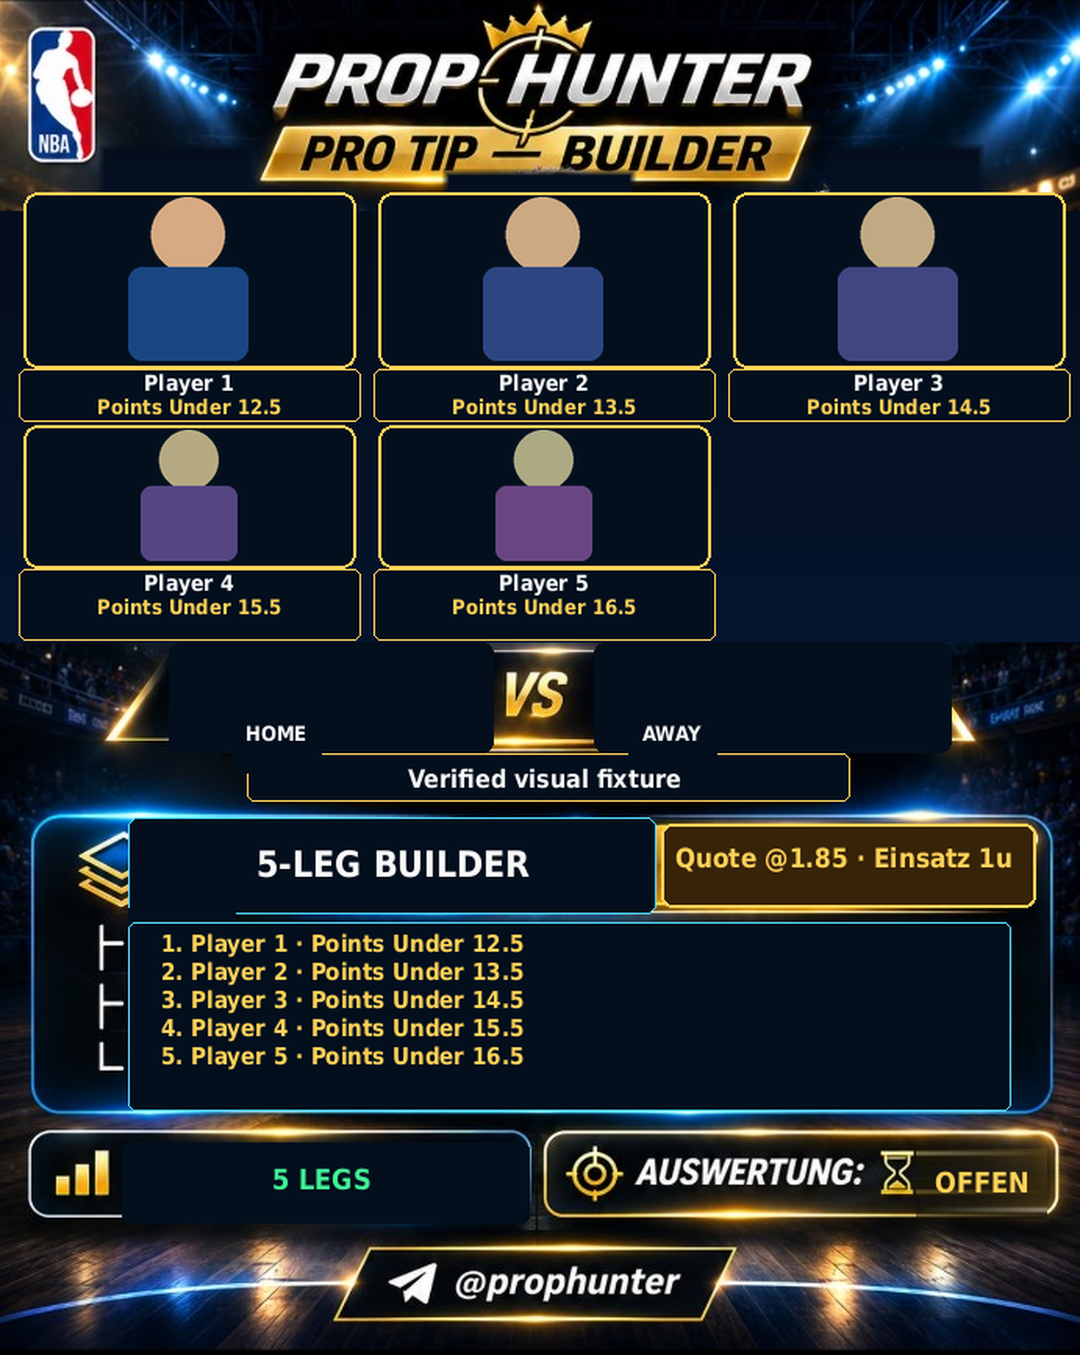 NBA
PROP HUNTER
PRO TIP — BUILDER
Player 1
Points Under 12.5
Player 2
Points Under 13.5
Player 3
Points Under 14.5
Player 4
Points Under 15.5
Player 5
Points Under 16.5
VS
HOME
AWAY
Verified visual fixture
5-LEG BUILDER
Quote @1.85 · Einsatz 1u
1. Player 1 · Points Under 12.5
2. Player 2 · Points Under 13.5
3. Player 3 · Points Under 14.5
4. Player 4 · Points Under 15.5
5. Player 5 · Points Under 16.5
5 LEGS
AUSWERTUNG: OFFEN
@prophunter